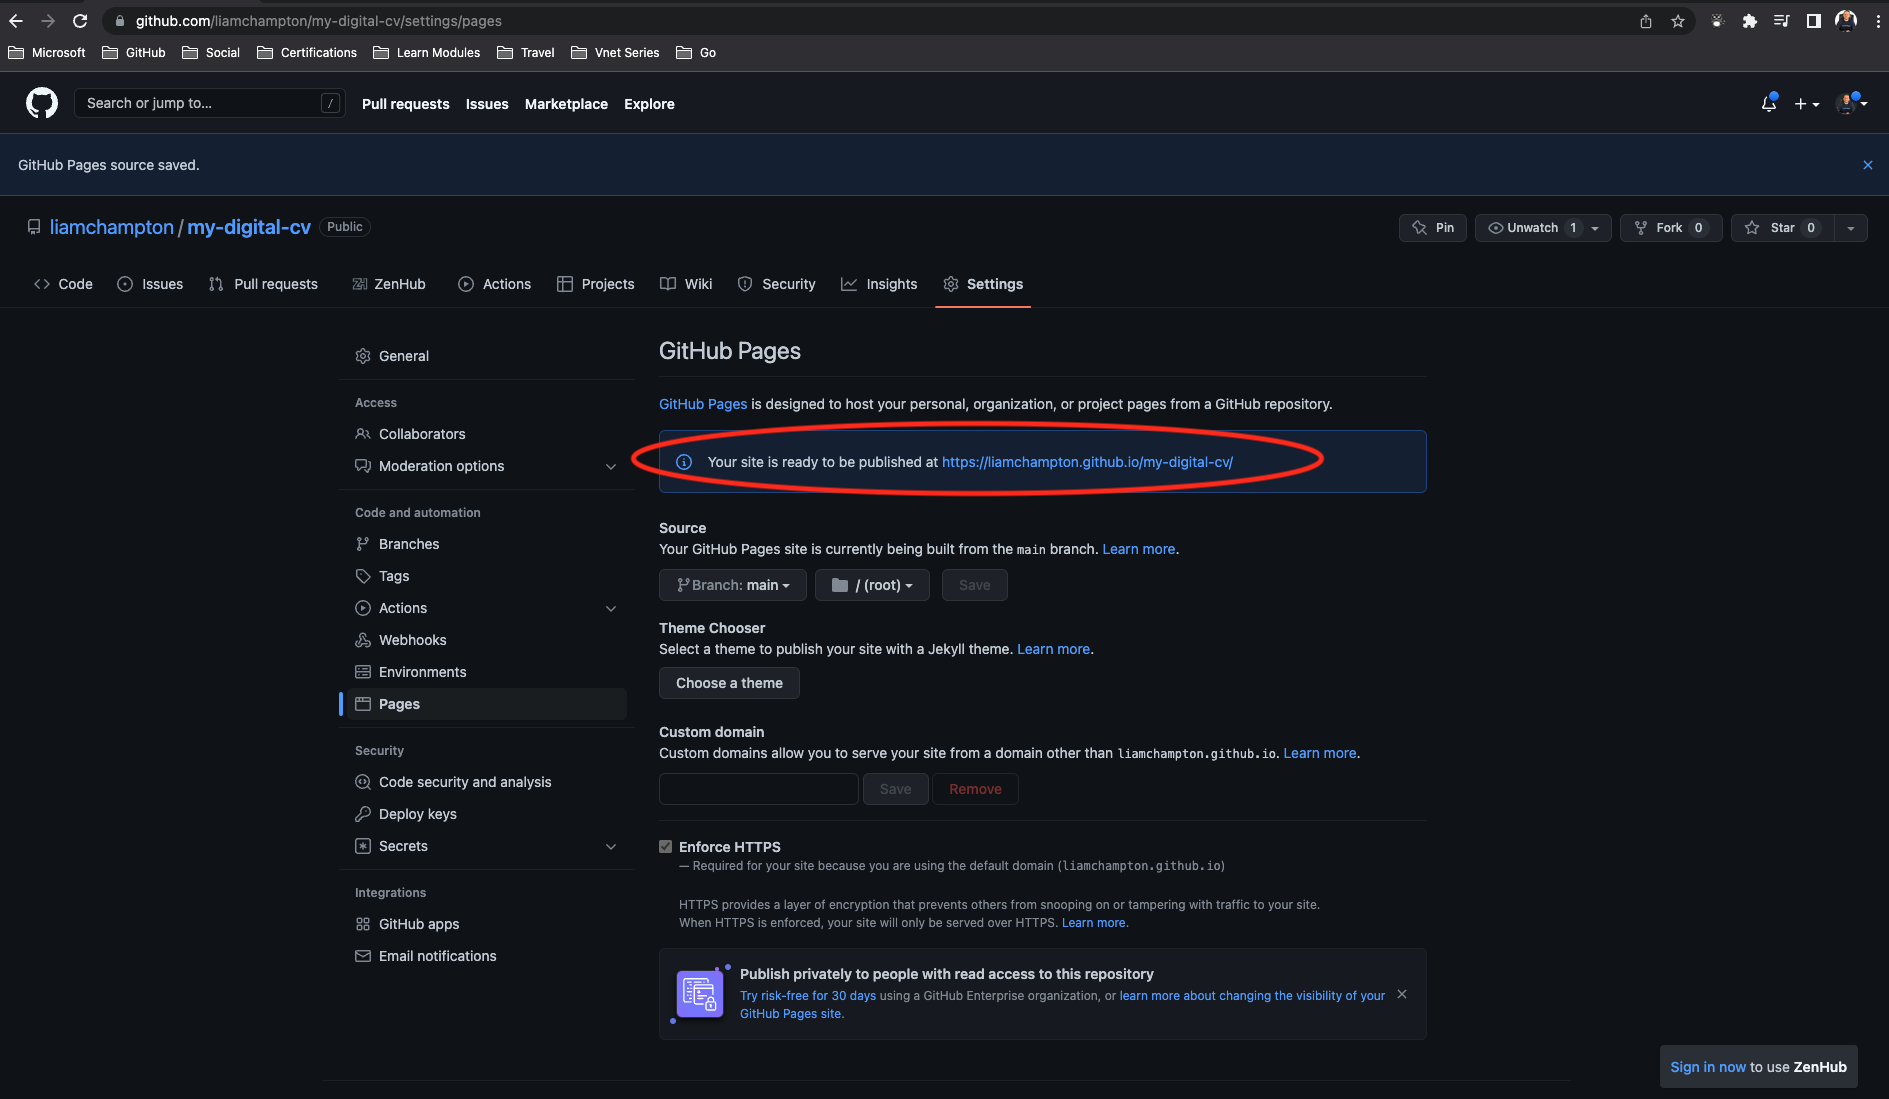 github.com/liamchampton/my-digital-cv/settings/pages
Microsoft GitHub Social Certifications Learn Modules Travel Vnet Series Go
Search or jump to... / Pull requests Issues Marketplace Explore
GitHub Pages source saved.
liamchampton / my-digital-cv Public
Pin Unwatch 1 Fork 0 Star 0
Code Issues Pull requests ZenHub Actions Projects Wiki Security Insights Settings
General
Access
Collaborators
Moderation options
Code and automation
Branches
Tags
Actions
Webhooks
Environments
Pages
Security
Code security and analysis
Deploy keys
Secrets
Integrations
GitHub apps
Email notifications
GitHub Pages
GitHub Pages is designed to host your personal, organization, or project pages from a GitHub repository.
Your site is ready to be published at https://liamchampton.github.io/my-digital-cv/
Source
Your GitHub Pages site is currently being built from the main branch. Learn more.
Branch: main / (root) Save
Theme Chooser
Select a theme to publish your site with a Jekyll theme. Learn more.
Choose a theme
Custom domain
Custom domains allow you to serve your site from a domain other than liamchampton.github.io. Learn more.
Save Remove
Enforce HTTPS
— Required for your site because you are using the default domain (liamchampton.github.io)
HTTPS provides a layer of encryption that prevents others from snooping on or tampering with traffic to your site.
When HTTPS is enforced, your site will only be served over HTTPS. Learn more.
Publish privately to people with read access to this repository
Try risk-free for 30 days using a GitHub Enterprise organization, or learn more about changing the visibility of your
GitHub Pages site.
Sign in now to use ZenHub